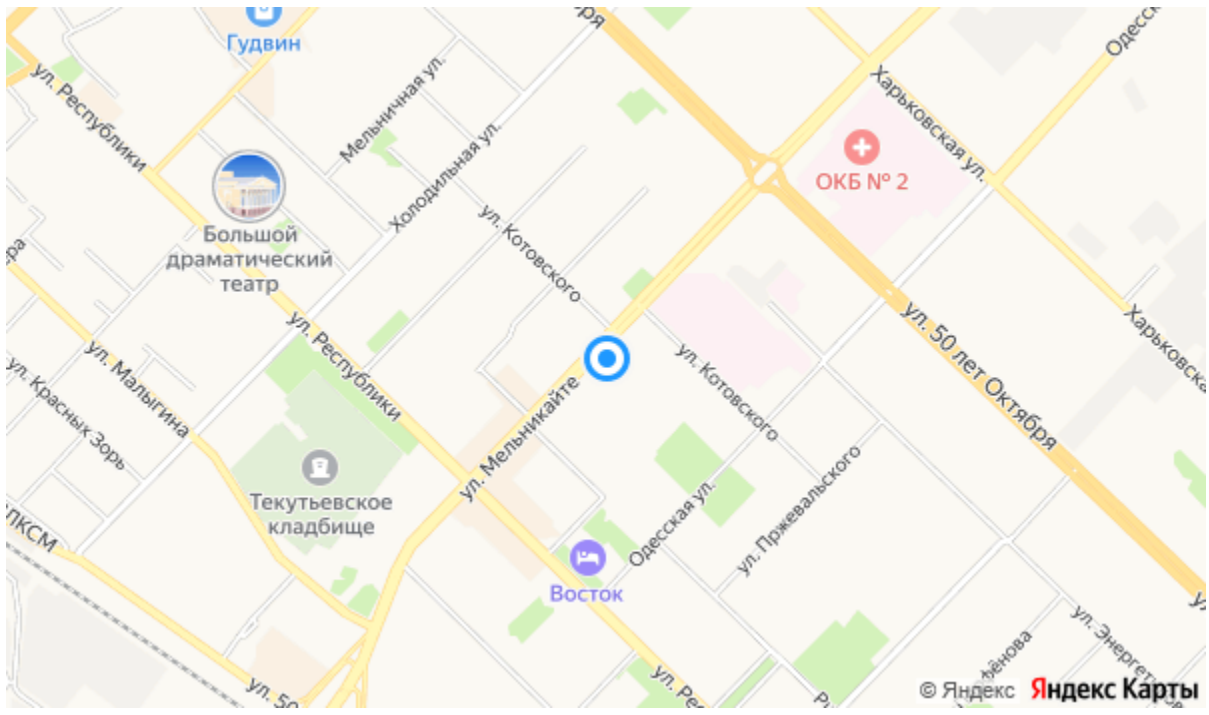 Гудвин
ул. Республики
Мельничная ул.
Холодильная ул.
Харьковская ул.
ОКБ № 2
Большой
драматический
театр
ул. Котовского
ул. Малыгина
ул. Красных Зорь
ул. Республики
ул. 50 лет Октября
Харьковская
ул. Котовского
ул. Мельникайте
Текутьевское
кладбище
ул. Пржевальского
Одесская ул.
ЛКСМ
Восток
ул. 50
© Яндекс
Яндекс Карты